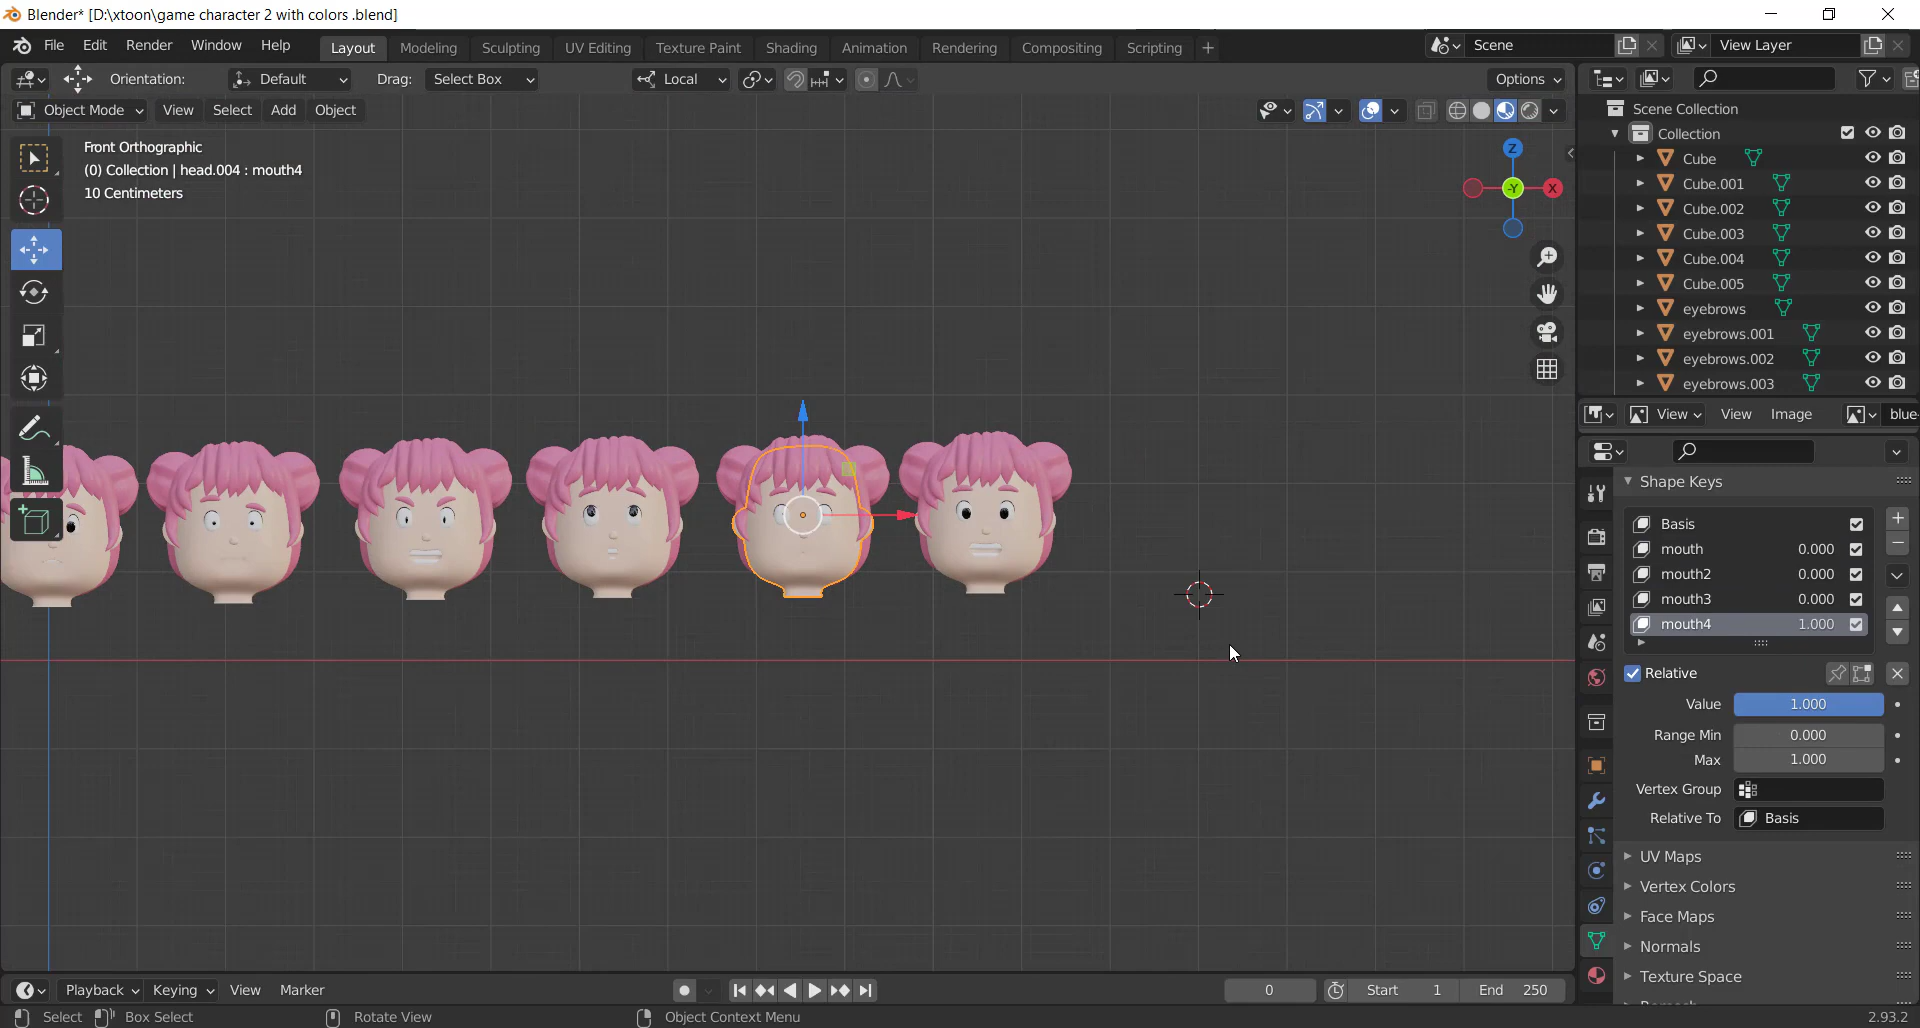 Blender* [D:\xtoon\game character 2 with colors .blend]
File Edit Render Window Help Layout Modeling Sculpting UV Editing Texture Paint Shading Animation Rendering Compositing Scripting + Scene View Layer
Orientation: Default Drag: Select Box Local Options
Object Mode View Select Add Object
Front Orthographic
(0) Collection | head.004 : mouth4
10 Centimeters
Z
-Y
X
Scene Collection
Collection
Cube
Cube.001
Cube.002
Cube.003
Cube.004
Cube.005
eyebrows
eyebrows.001
eyebrows.002
eyebrows.003
View View Image blue
Shape Keys
Basis
mouth 0.000
mouth2 0.000
mouth3 0.000
mouth4 1.000
Relative
Value 1.000
Range Min 0.000
Max 1.000
Vertex Group
Relative To Basis
UV Maps
Vertex Colors
Face Maps
Normals
Texture Space
Playback Keying View Marker 0 Start 1 End 250
Select Box Select Rotate View Object Context Menu 2.93.2